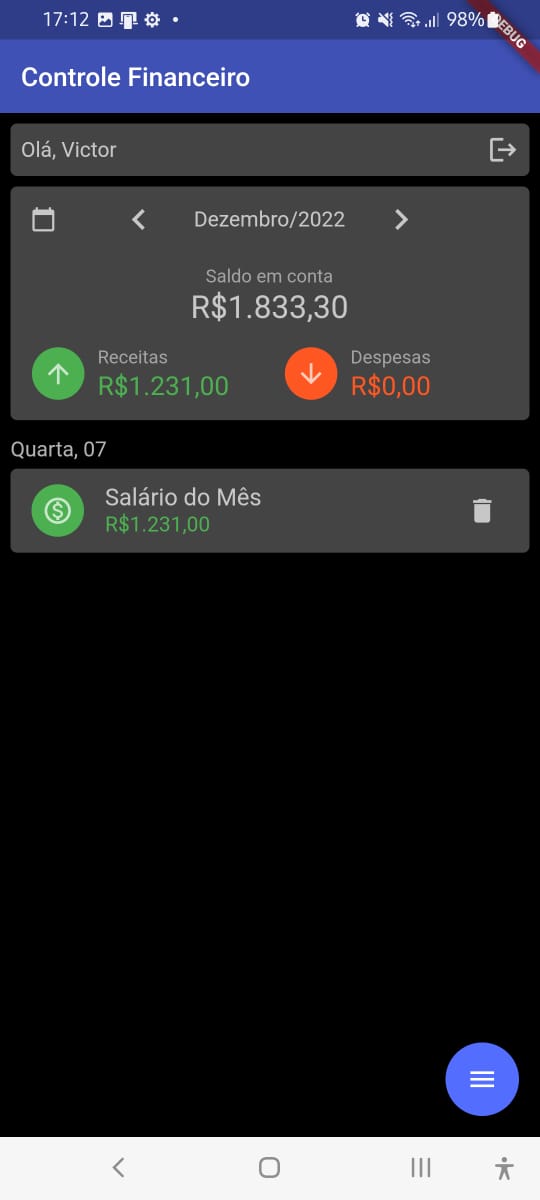 17:12
98%
DEBUG
Controle Financeiro
Olá, Victor
Dezembro/2022
Saldo em conta
R$1.833,30
Receitas
R$1.231,00
Despesas
R$0,00
Quarta, 07
Salário do Mês
R$1.231,00